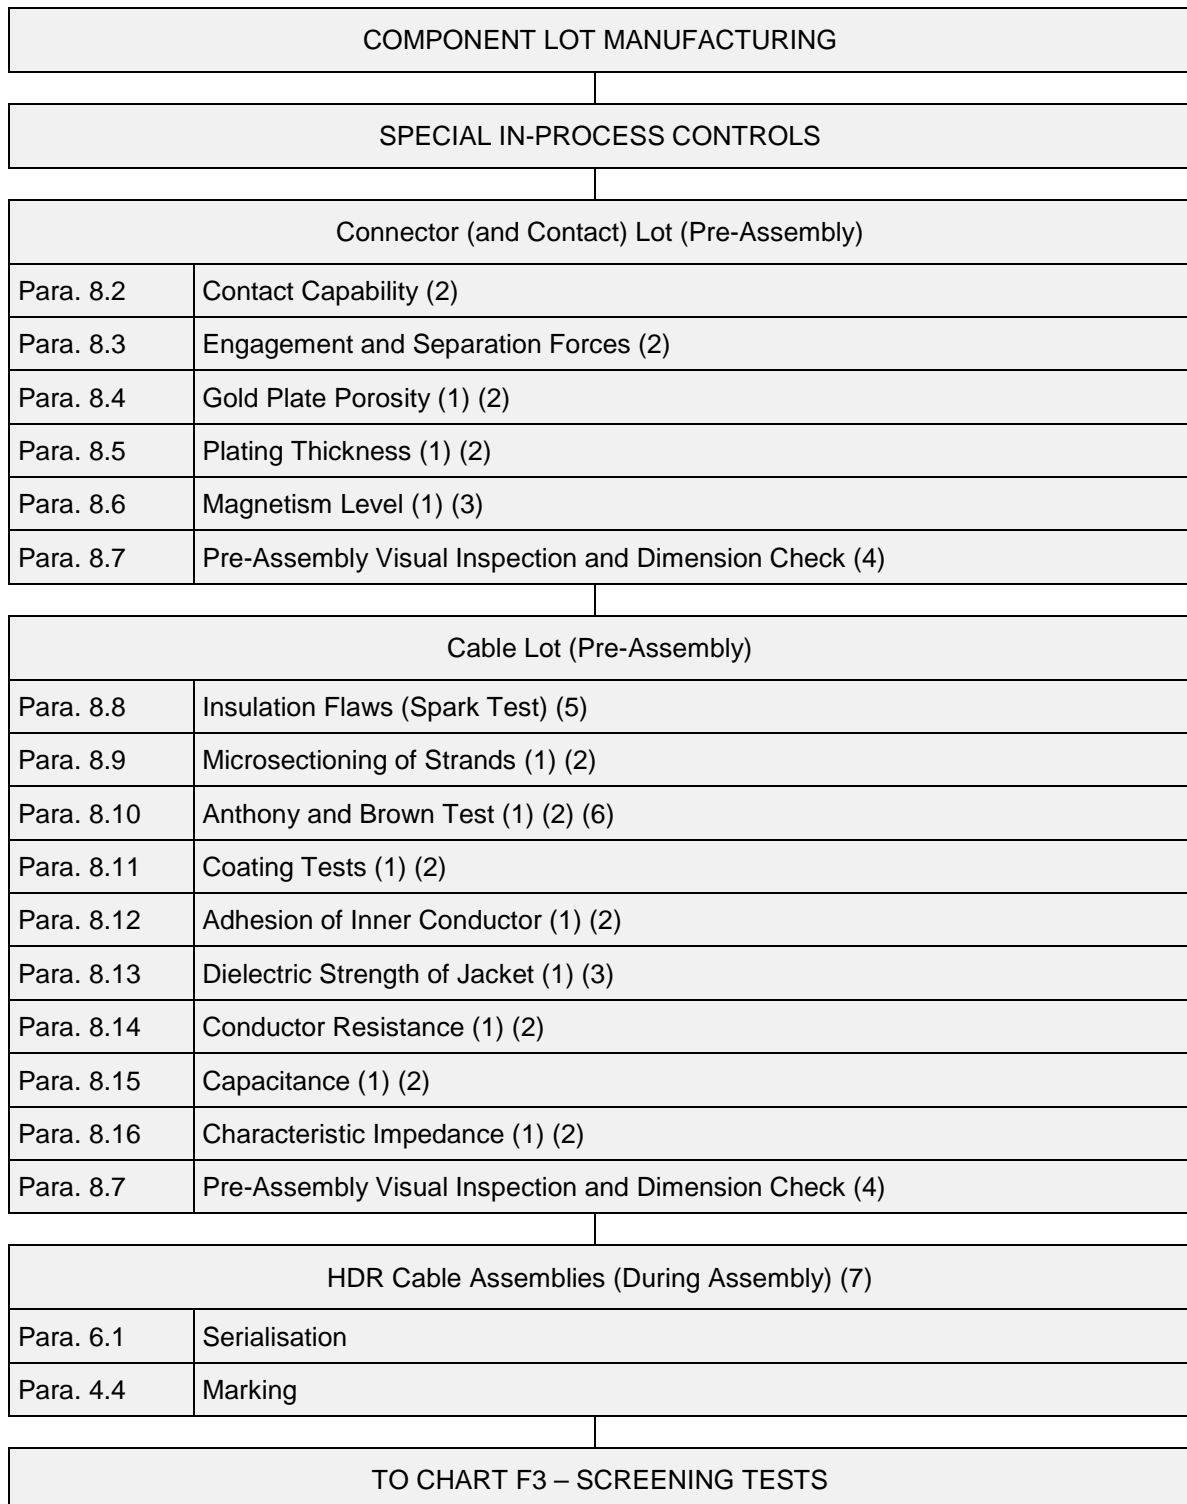 COMPONENT LOT MANUFACTURING
SPECIAL IN-PROCESS CONTROLS
Connector (and Contact) Lot (Pre-Assembly)
Para. 8.2 Contact Capability (2)
Para. 8.3 Engagement and Separation Forces (2)
Para. 8.4 Gold Plate Porosity (1) (2)
Para. 8.5 Plating Thickness (1) (2)
Para. 8.6 Magnetism Level (1) (3)
Para. 8.7 Pre-Assembly Visual Inspection and Dimension Check (4)
Cable Lot (Pre-Assembly)
Para. 8.8 Insulation Flaws (Spark Test) (5)
Para. 8.9 Microsectioning of Strands (1) (2)
Para. 8.10 Anthony and Brown Test (1) (2) (6)
Para. 8.11 Coating Tests (1) (2)
Para. 8.12 Adhesion of Inner Conductor (1) (2)
Para. 8.13 Dielectric Strength of Jacket (1) (3)
Para. 8.14 Conductor Resistance (1) (2)
Para. 8.15 Capacitance (1) (2)
Para. 8.16 Characteristic Impedance (1) (2)
Para. 8.7 Pre-Assembly Visual Inspection and Dimension Check (4)
HDR Cable Assemblies (During Assembly) (7)
Para. 6.1 Serialisation
Para. 4.4 Marking
TO CHART F3 – SCREENING TESTS